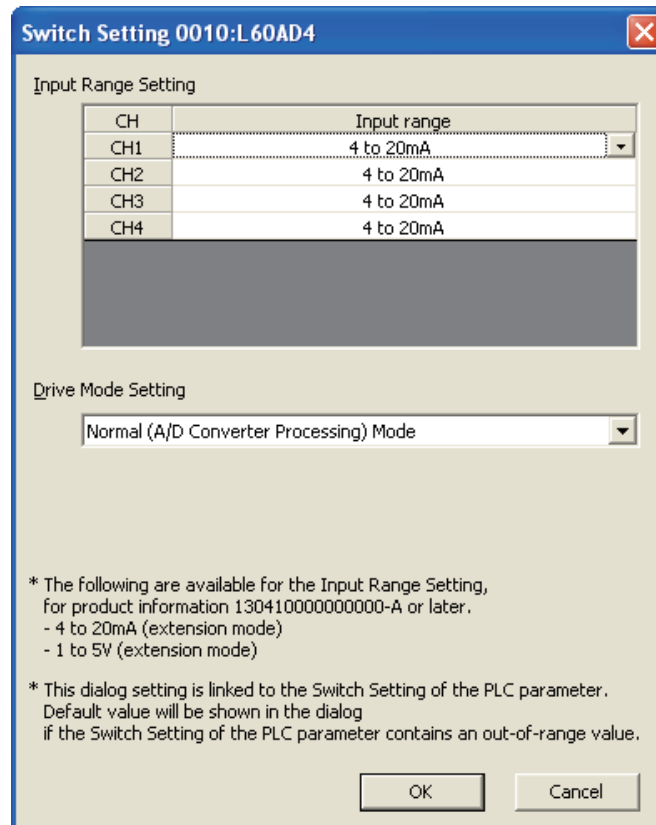 Switch Setting 0010:L60AD4
Input Range Setting
CH Input range
CH1 4 to 20mA
CH2 4 to 20mA
CH3 4 to 20mA
CH4 4 to 20mA
Drive Mode Setting
Normal (A/D Converter Processing) Mode
* The following are available for the Input Range Setting,
for product information 130410000000000-A or later.
- 4 to 20mA (extension mode)
- 1 to 5V (extension mode)
* This dialog setting is linked to the Switch Setting of the PLC parameter.
Default value will be shown in the dialog
if the Switch Setting of the PLC parameter contains an out-of-range value.
OK Cancel